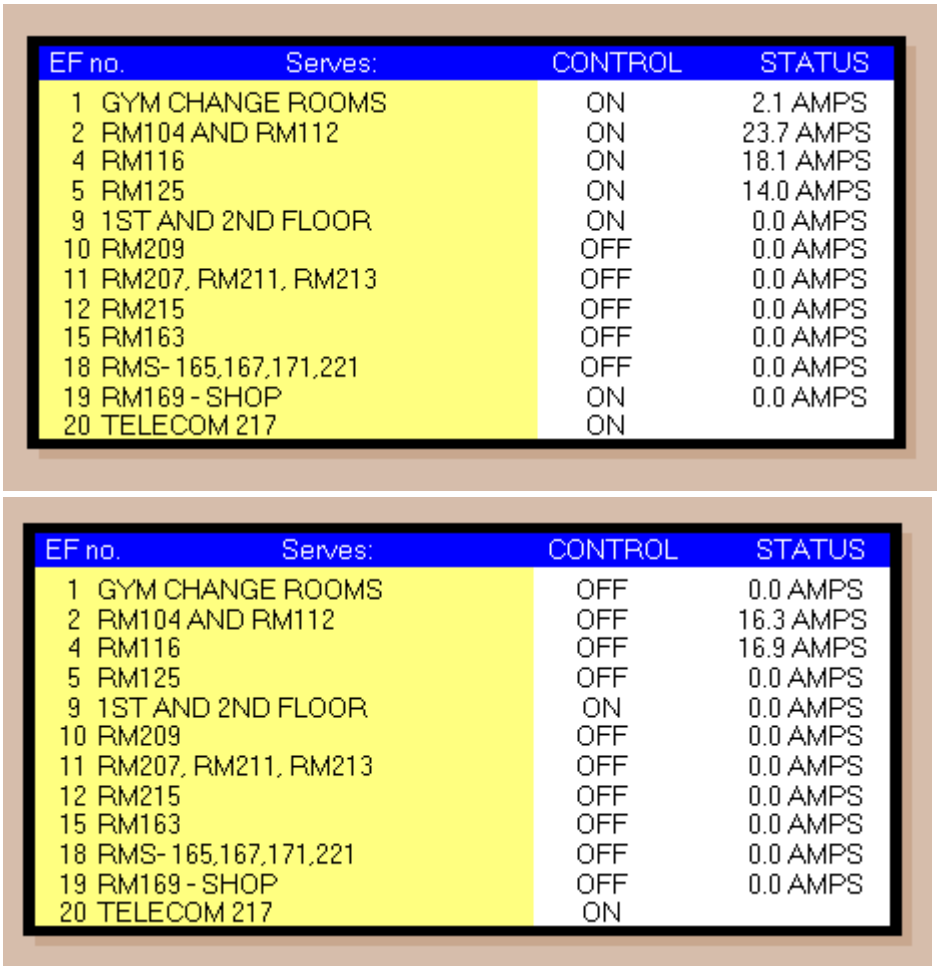 EF no. Serves: CONTROL STATUS
1 GYM CHANGE ROOMS ON 2.1 AMPS
2 RM104 AND RM112 ON 23.7 AMPS
4 RM116 ON 18.1 AMPS
5 RM125 ON 14.0 AMPS
9 1ST AND 2ND FLOOR ON 0.0 AMPS
10 RM209 OFF 0.0 AMPS
11 RM207, RM211, RM213 OFF 0.0 AMPS
12 RM215 OFF 0.0 AMPS
15 RM163 OFF 0.0 AMPS
18 RMS-165,167,171,221 OFF 0.0 AMPS
19 RM169 - SHOP ON 0.0 AMPS
20 TELECOM 217 ON
EF no. Serves: CONTROL STATUS
1 GYM CHANGE ROOMS OFF 0.0 AMPS
2 RM104 AND RM112 OFF 16.3 AMPS
4 RM116 OFF 16.9 AMPS
5 RM125 OFF 0.0 AMPS
9 1ST AND 2ND FLOOR ON 0.0 AMPS
10 RM209 OFF 0.0 AMPS
11 RM207, RM211, RM213 OFF 0.0 AMPS
12 RM215 OFF 0.0 AMPS
15 RM163 OFF 0.0 AMPS
18 RMS-165,167,171,221 OFF 0.0 AMPS
19 RM169 - SHOP OFF 0.0 AMPS
20 TELECOM 217 ON